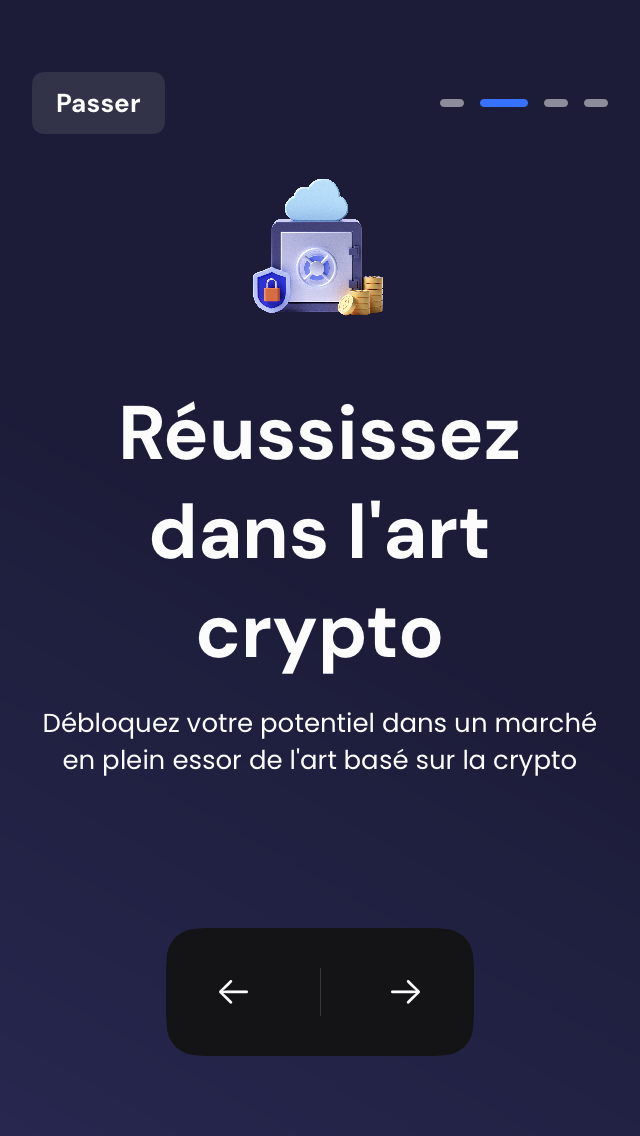 Passer
Réussissez
dans l'art
crypto
Débloquez votre potentiel dans un marché
en plein essor de l'art basé sur la crypto